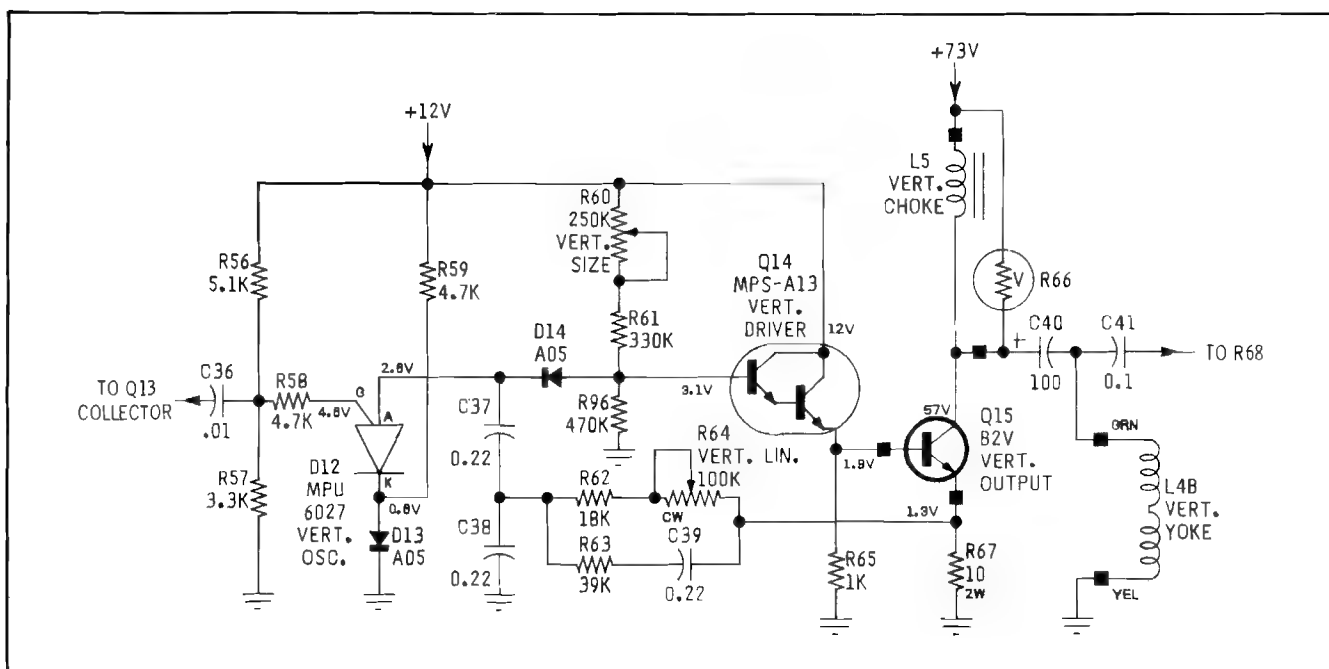 +73V
+12V
L5
VERT.
CHOKE
R60
250K
VERT.
SIZE
R56
5.1K
R59
4.7K
Q14
MPS-A13
VERT.
DRIVER
V
R66
R61
330K
D14
A05
12V
+
C40
100
C41
0.1
TO R68
2.8V
TO Q13
COLLECTOR
C36
.01
R58
4.7K
4.8V
G
A
3.1V
R96
470K
C37
0.22
57V
Q15
B2V
VERT.
OUTPUT
GRN
R64
VERT. LIN.
100K
1.9V
R57
3.3K
D12
MPU
6027
VERT.
OSC.
K
0.8V
D13
A05
R62
18K
CW
1.3V
L4B
VERT.
YOKE
C38
0.22
R63
39K
C39
0.22
R65
1K
R67
10
2W
YEL